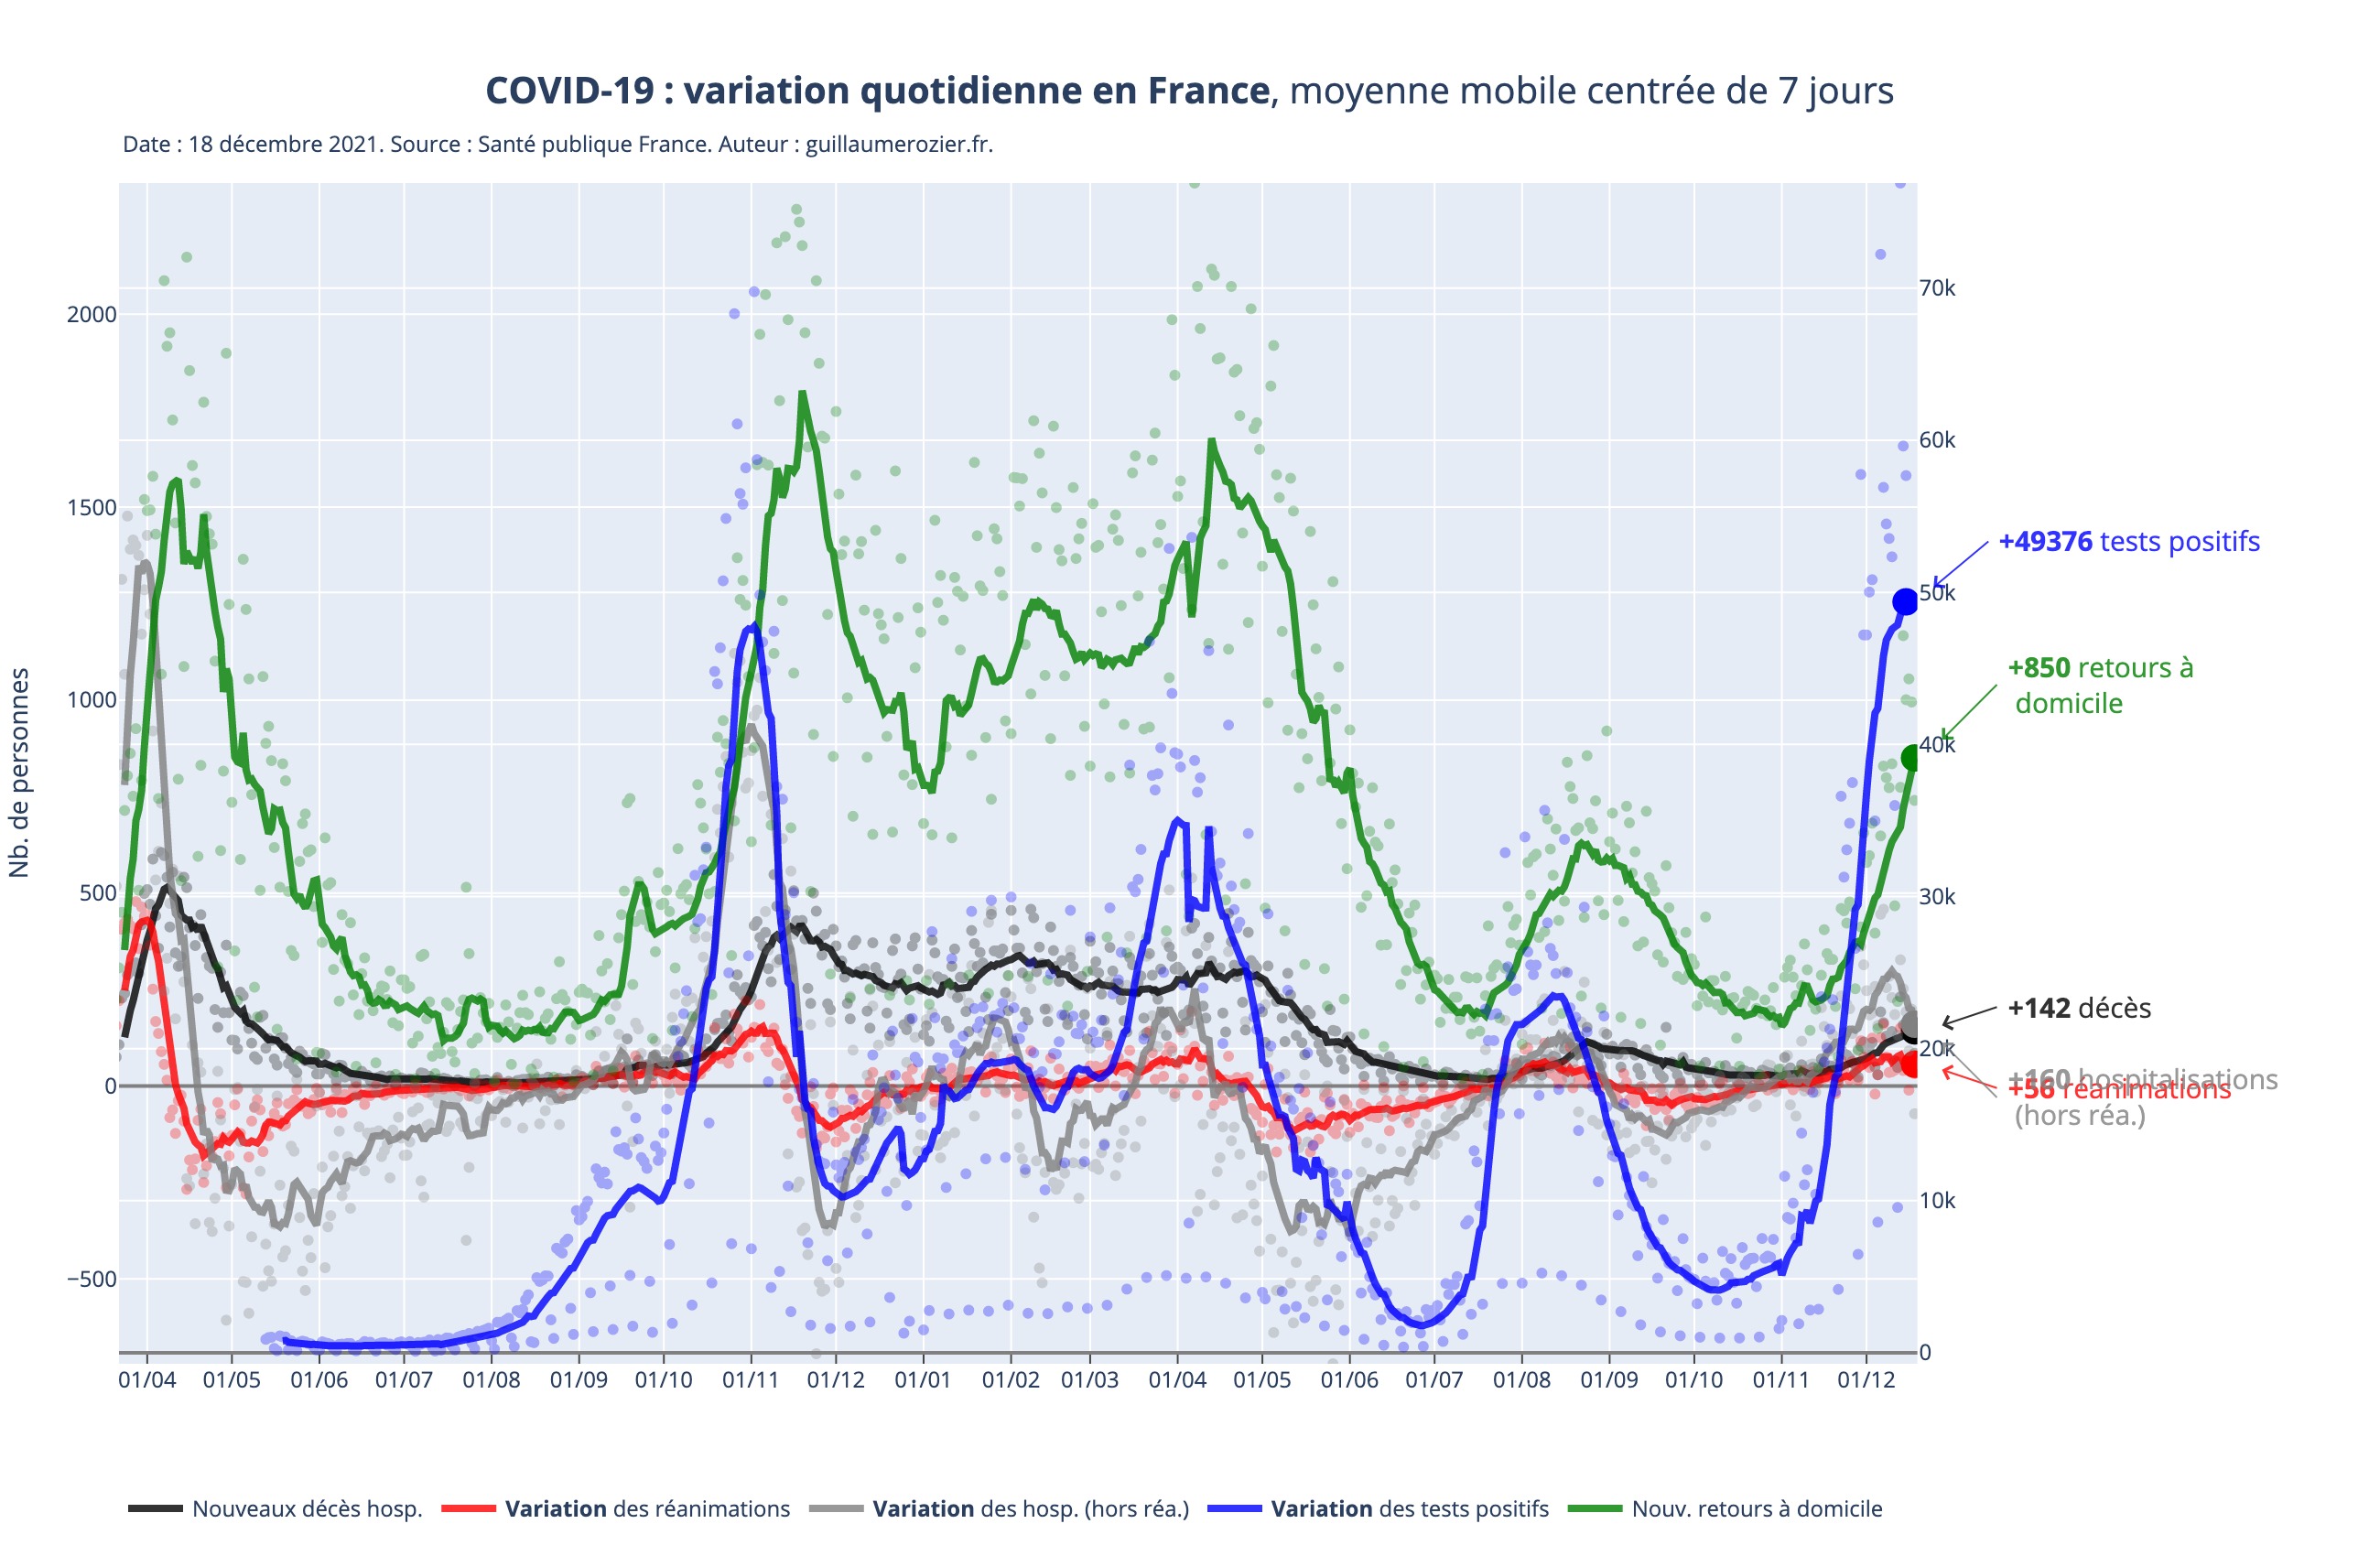 COVID-19 : variation quotidienne en France, moyenne mobile centrée de 7 jours
Date : 18 décembre 2021. Source : Santé publique France. Auteur : guillaumerozier.fr.
Nb. de personnes
2000
1500
1000
500
0
−500
70k
60k
50k
40k
30k
20k
10k
0
+49376 tests positifs
+850 retours à
domicile
+142 décès
+160 hospitalisations
(hors réa.)
+56 réanimations
01/04 01/05 01/06 01/07 01/08 01/09 01/10 01/11 01/12 01/01 01/02 01/03 01/04 01/05 01/06 01/07 01/08 01/09 01/10 01/11 01/12
Nouveaux décès hosp. Variation des réanimations Variation des hosp. (hors réa.) Variation des tests positifs Nouv. retours à domicile